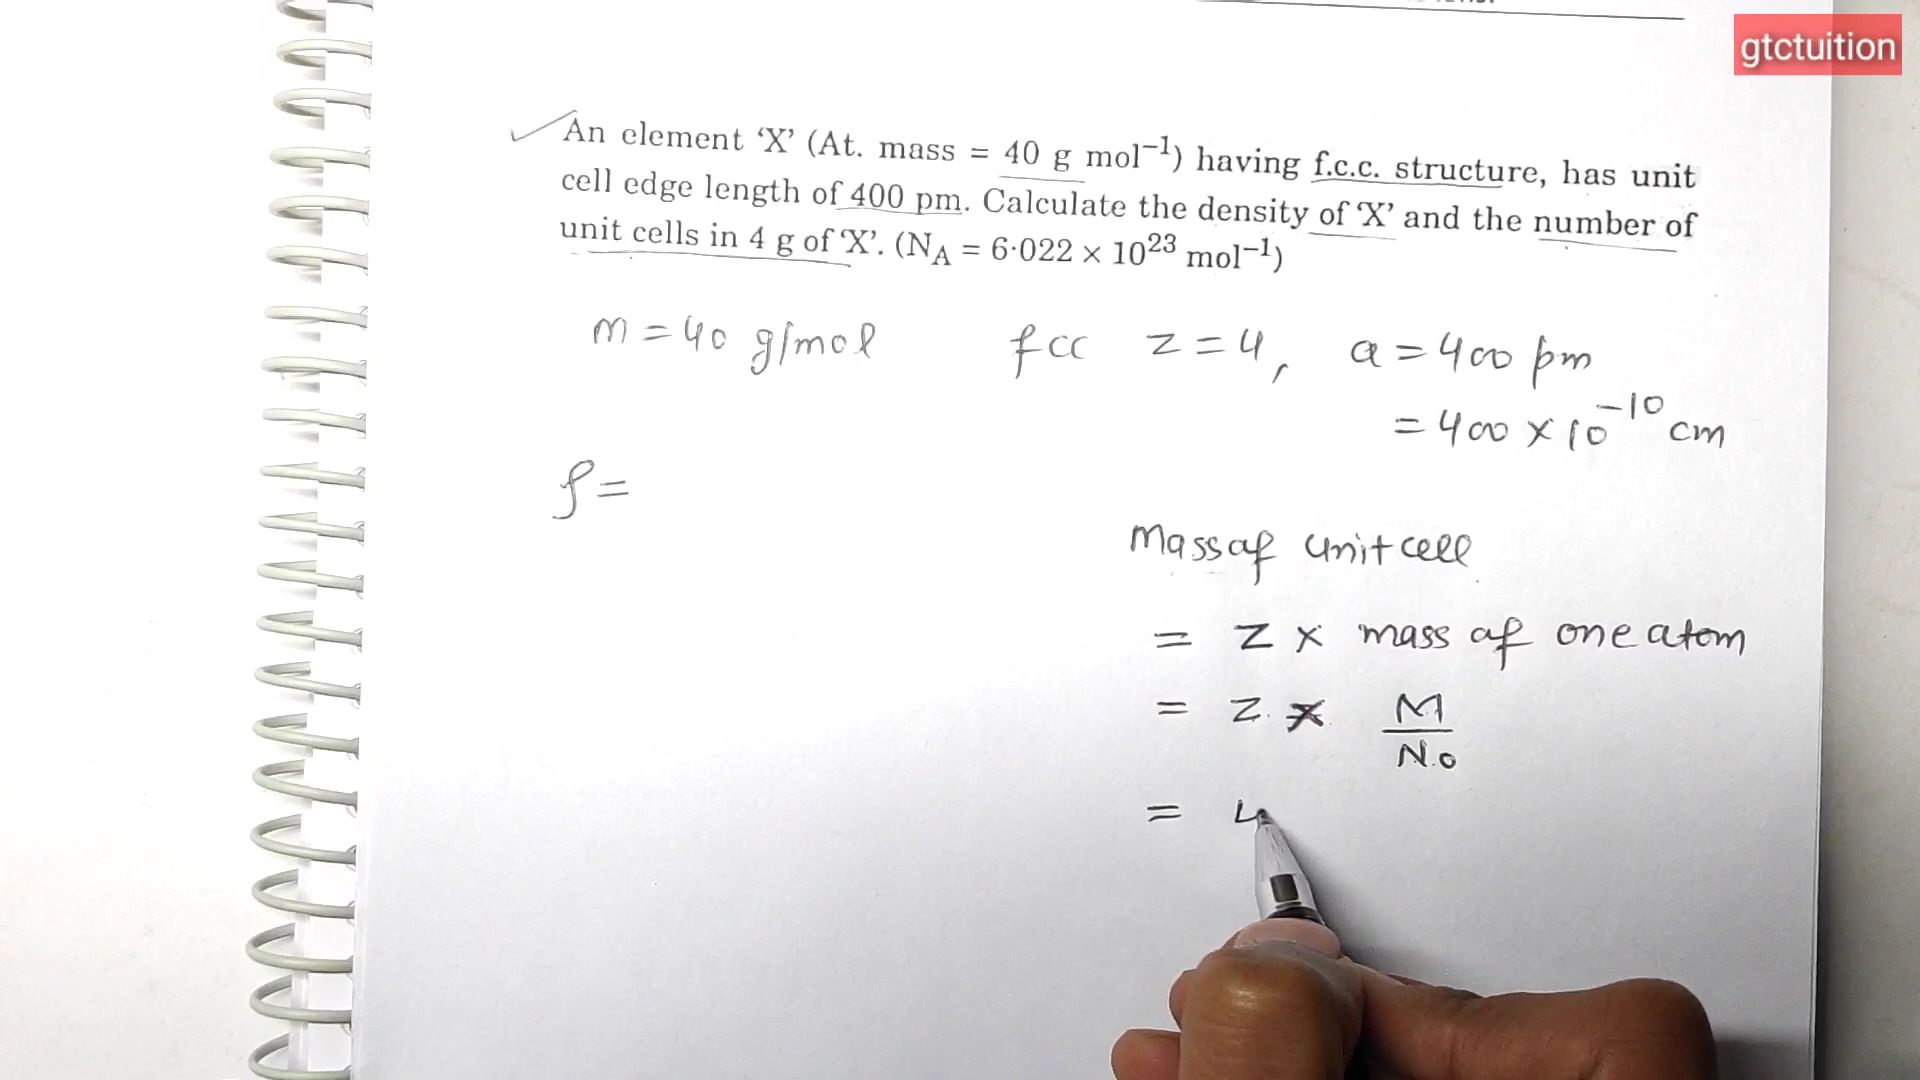 gtctuition
An element ‘X’ (At. mass = 40 g mol⁻¹) having f.c.c. structure, has unit
cell edge length of 400 pm. Calculate the density of ‘X’ and the number of
unit cells in 4 g of ‘X’. (N_A = 6·022 × 10²³ mol⁻¹)
m = 40 g/mol fcc z = 4, a = 400 pm
= 400 × 10⁻¹⁰ cm
ρ =
Mass of unit cell
= Z × mass of one atom
= Z × M/N₀
= 4